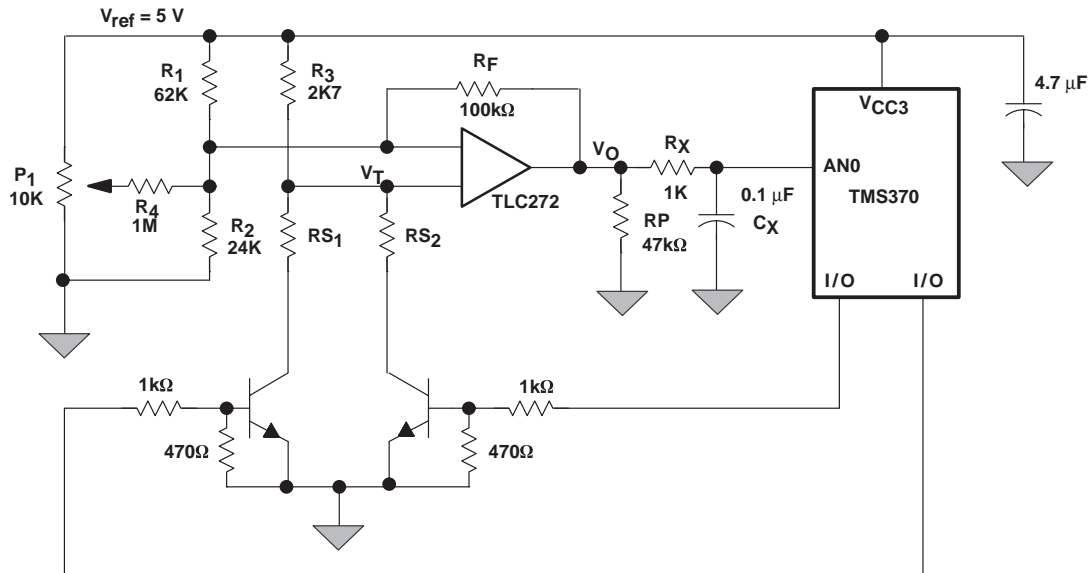 Vref = 5 V
R1
62K
R3
2K7
RF
100kΩ
4.7 μF
VCC3
P1
10K
R4
1M
R2
24K
VT
TLC272
VO
RX
1K
AN0
TMS370
0.1 μF
CX
RP
47kΩ
RS1
RS2
I/O
I/O
1kΩ
1kΩ
470Ω
470Ω